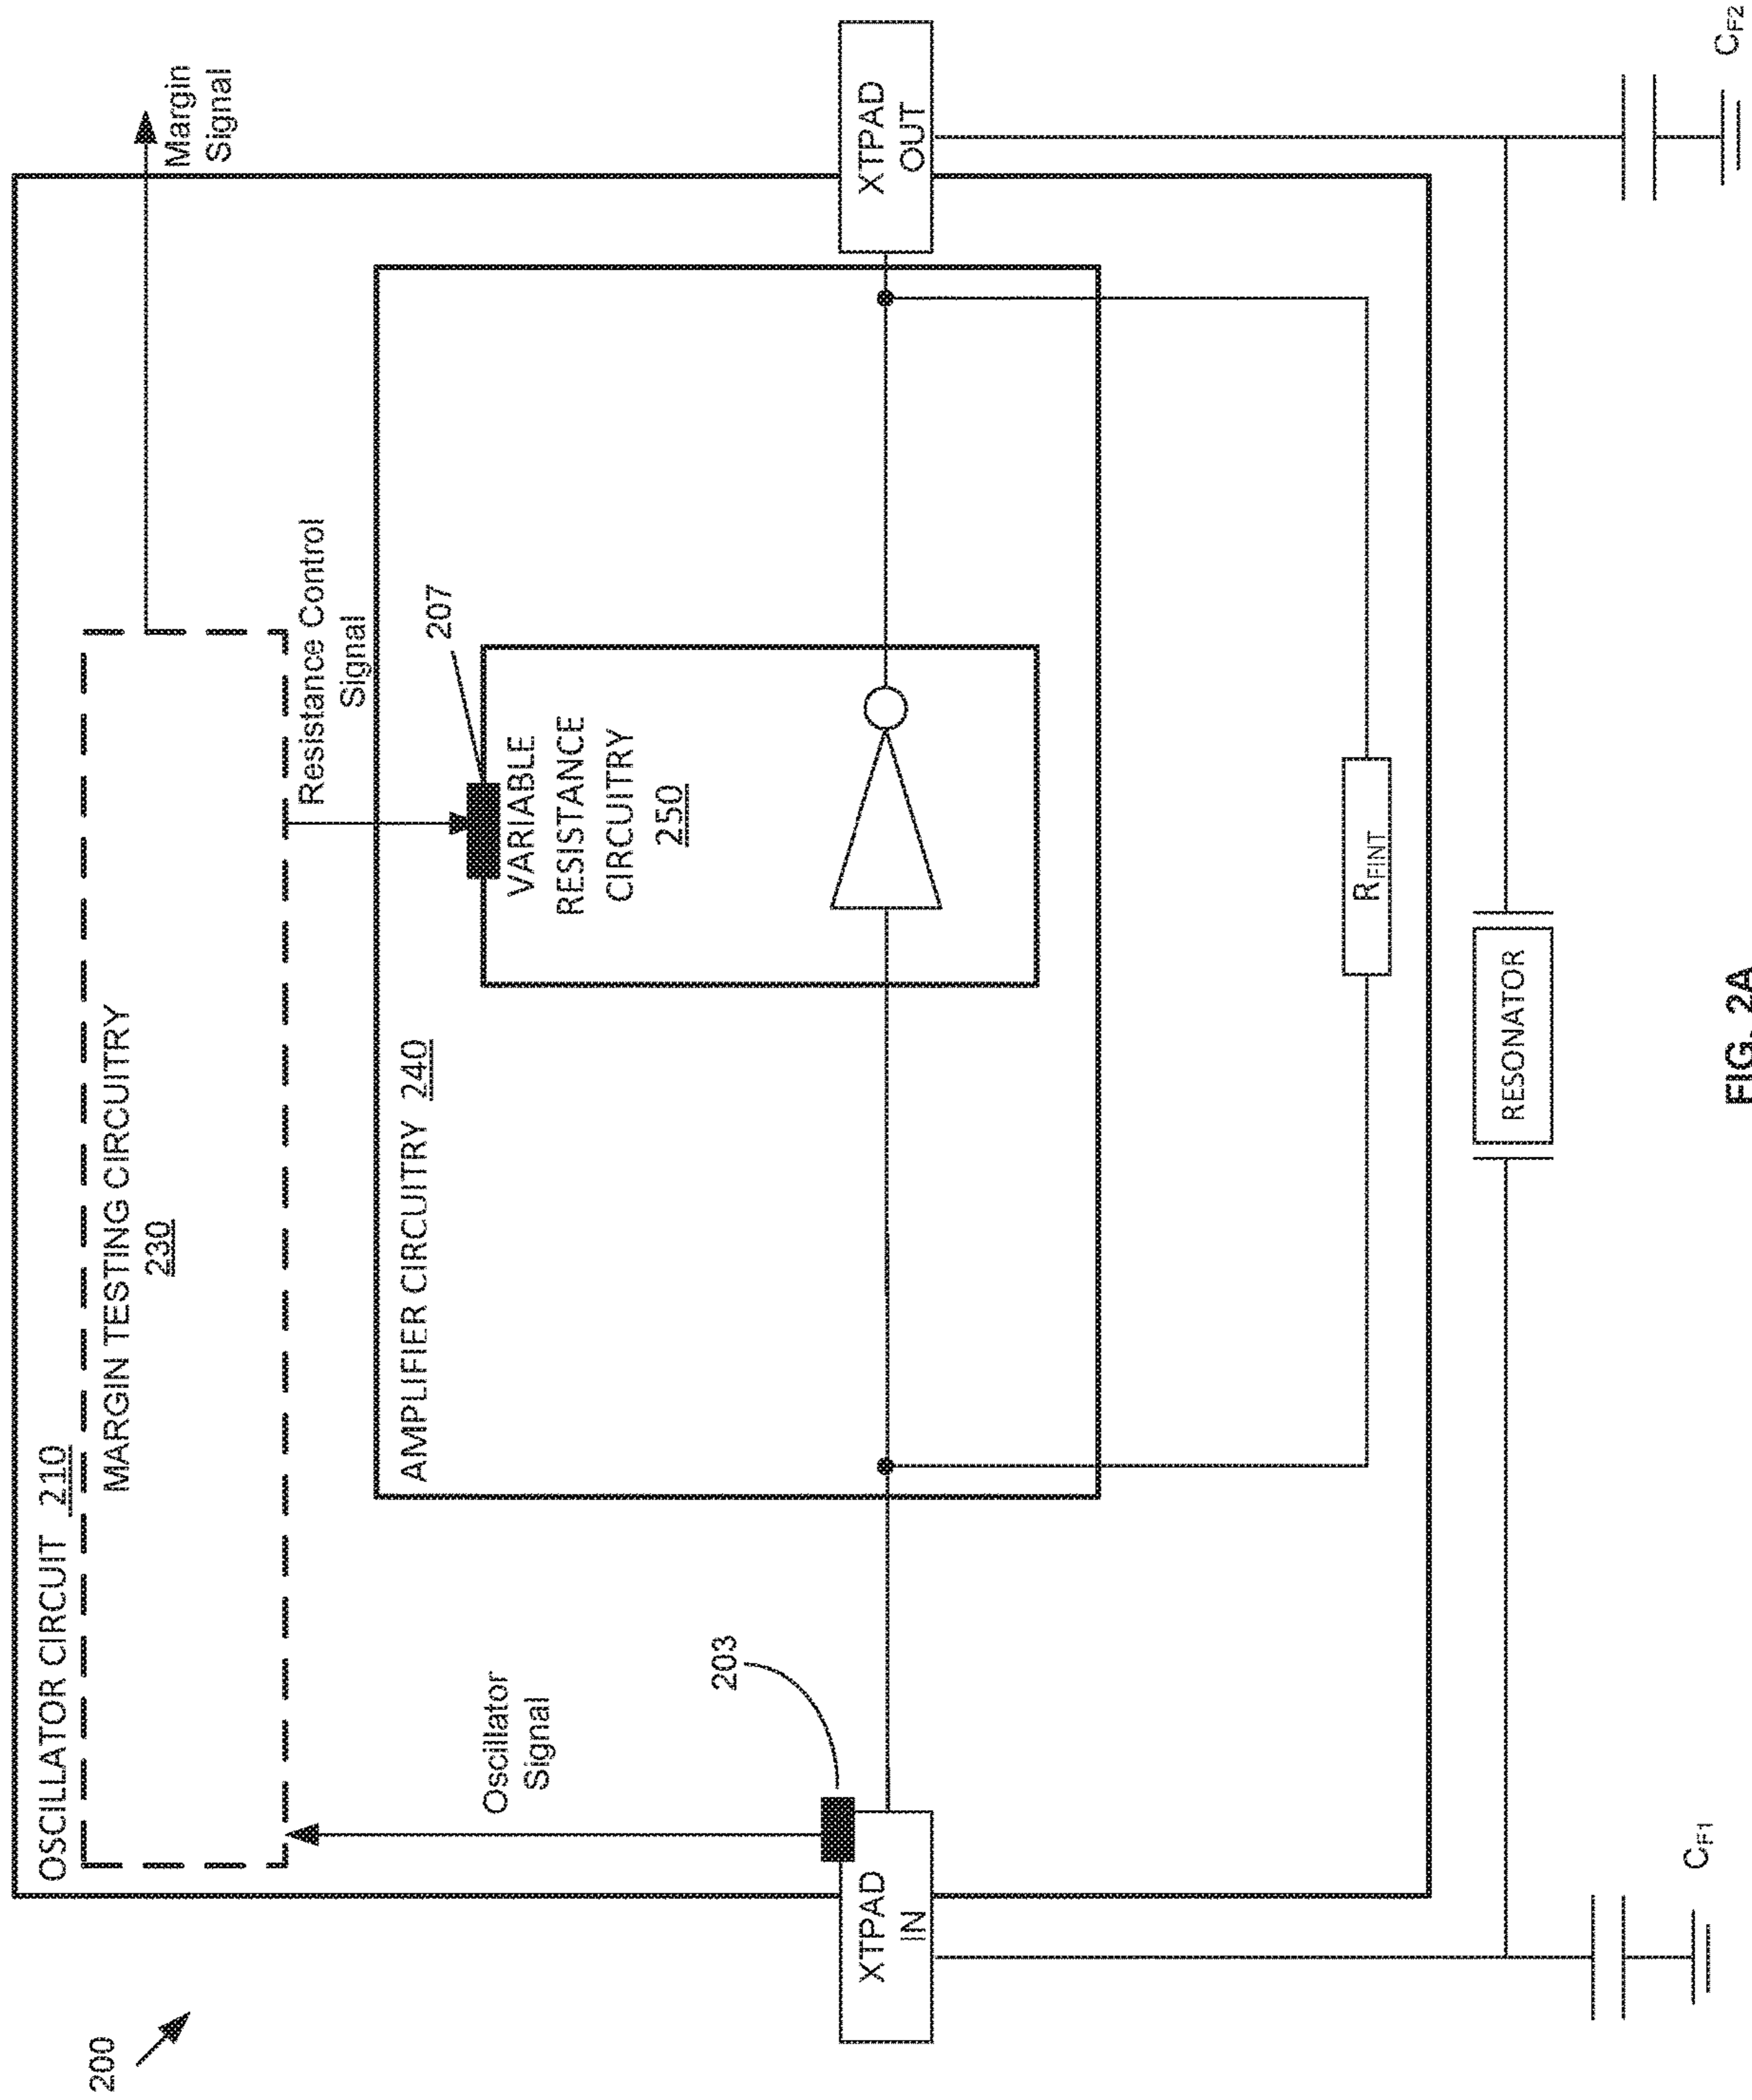 200
OSCILLATOR CIRCUIT 210
MARGIN TESTING CIRCUITRY
230
Margin
Signal
Resistance Control
Signal
Oscillator
Signal
AMPLIFIER CIRCUITRY 240
207
VARIABLE
RESISTANCE
CIRCUITRY
250
203
XTPAD
IN
XTPAD
OUT
RFINT
RESONATOR
CF1
CF2
FIG. 2A